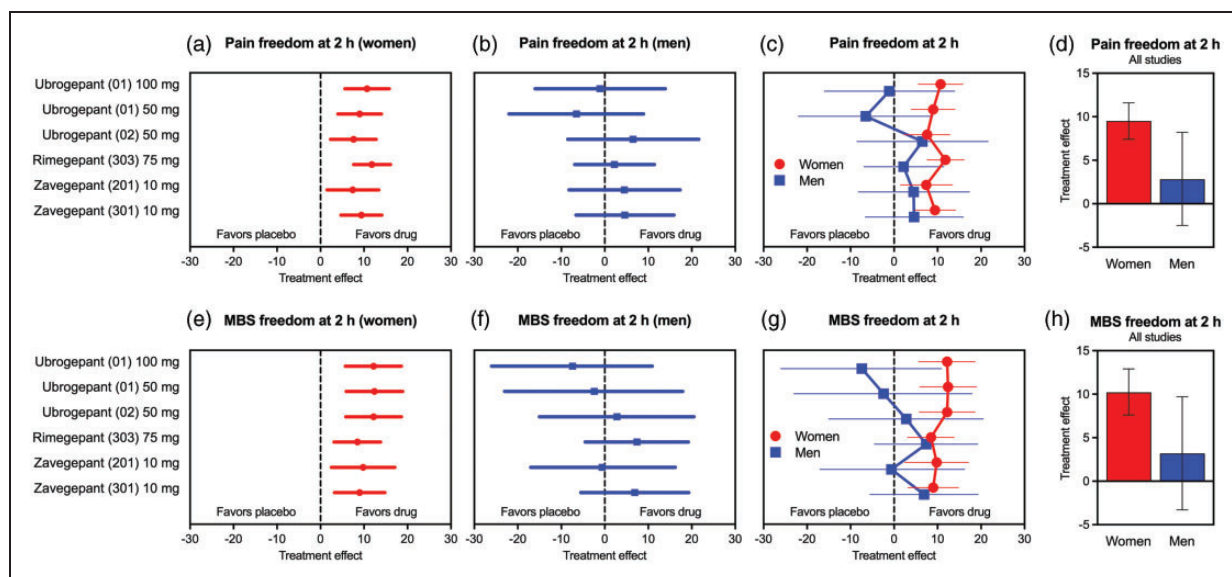 (a) Pain freedom at 2 h (women)
Ubrogepant (01) 100 mg
Ubrogepant (01) 50 mg
Ubrogepant (02) 50 mg
Rimegepant (303) 75 mg
Zavegepant (201) 10 mg
Zavegepant (301) 10 mg
Favors placebo Favors drug
-30 -20 -10 0 10 20 30
Treatment effect
(b) Pain freedom at 2 h (men)
Favors placebo Favors drug
-30 -20 -10 0 10 20 30
Treatment effect
(c) Pain freedom at 2 h
Women
Men
Favors placebo Favors drug
-30 -20 -10 0 10 20 30
Treatment effect
(d) Pain freedom at 2 h
All studies
Treatment effect
15
10
5
0
-5
Women Men
(e) MBS freedom at 2 h (women)
Ubrogepant (01) 100 mg
Ubrogepant (01) 50 mg
Ubrogepant (02) 50 mg
Rimegepant (303) 75 mg
Zavegepant (201) 10 mg
Zavegepant (301) 10 mg
Favors placebo Favors drug
-30 -20 -10 0 10 20 30
Treatment effect
(f) MBS freedom at 2 h (men)
Favors placebo Favors drug
-30 -20 -10 0 10 20 30
Treatment effect
(g) MBS freedom at 2 h
Women
Men
Favors placebo Favors drug
-30 -20 -10 0 10 20 30
Treatment effect
(h) MBS freedom at 2 h
All studies
Treatment effect
15
10
5
0
-5
Women Men